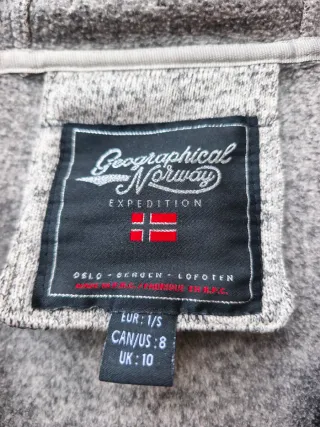 Geographical
Norway
EXPEDITION
OSLO - BERGEN - LOFOTEN
EUR: 1/S
CAN/US: 8
UK: 10